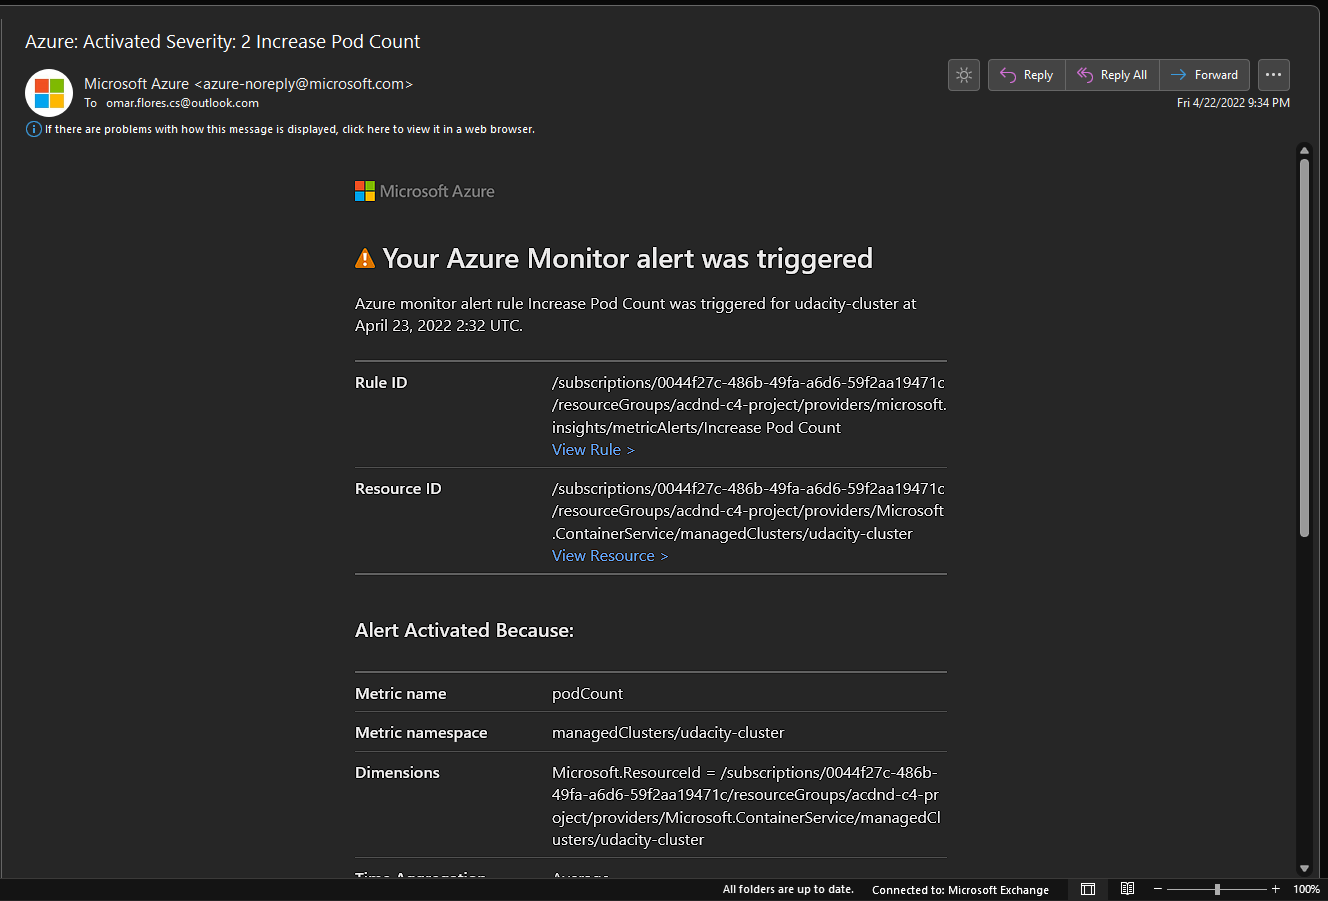 Azure: Activated Severity: 2 Increase Pod Count
Microsoft Azure <azure-noreply@microsoft.com>
To omar.flores.cs@outlook.com
Reply
Reply All
Forward
Fri 4/22/2022 9:34 PM
If there are problems with how this message is displayed, click here to view it in a web browser.
Microsoft Azure
Your Azure Monitor alert was triggered
Azure monitor alert rule Increase Pod Count was triggered for udacity-cluster at
April 23, 2022 2:32 UTC.
Rule ID
/subscriptions/0044f27c-486b-49fa-a6d6-59f2aa19471c
/resourceGroups/acdnd-c4-project/providers/microsoft.
insights/metricAlerts/Increase Pod Count
View Rule >
Resource ID
/subscriptions/0044f27c-486b-49fa-a6d6-59f2aa19471c
/resourceGroups/acdnd-c4-project/providers/Microsoft
.ContainerService/managedClusters/udacity-cluster
View Resource >
Alert Activated Because:
Metric name
podCount
Metric namespace
managedClusters/udacity-cluster
Dimensions
Microsoft.ResourceId = /subscriptions/0044f27c-486b-
49fa-a6d6-59f2aa19471c/resourceGroups/acdnd-c4-pr
oject/providers/Microsoft.ContainerService/managedCl
usters/udacity-cluster
Time Aggregation
Average
All folders are up to date.
Connected to: Microsoft Exchange
100%